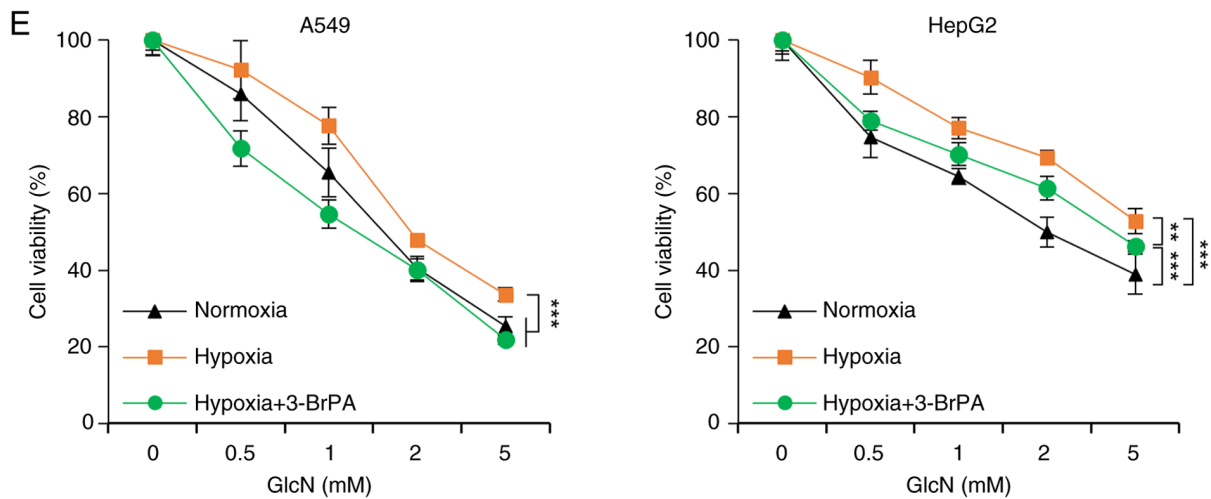 E
A549
Cell viability (%)
100
80
60
40
20
0
Normoxia
Hypoxia
Hypoxia+3-BrPA
***
0 0.5 1 2 5
GlcN (mM)
HepG2
Cell viability (%)
100
80
60
40
20
0
Normoxia
Hypoxia
Hypoxia+3-BrPA
**
***
***
0 0.5 1 2 5
GlcN (mM)